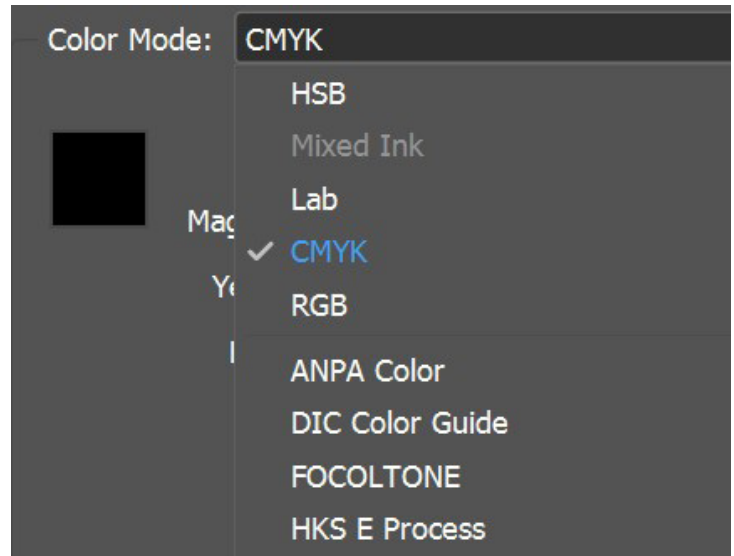 Color Mode: CMYK
HSB
Mixed Ink
Lab
CMYK
RGB
ANPA Color
DIC Color Guide
FOCOLTONE
HKS E Process